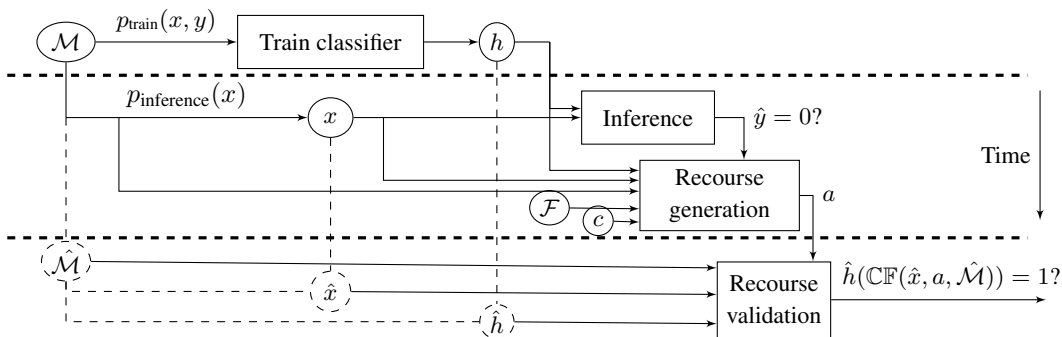 ℳ
p_train(x, y)
Train classifier
h
p_inference(x)
x
Inference
ŷ = 0?
Time
Recourse
generation
a
ℱ
c
ℳ̂
x̂
ĥ
Recourse
validation
ĥ(ℂ𝔽(x̂, a, ℳ̂)) = 1?